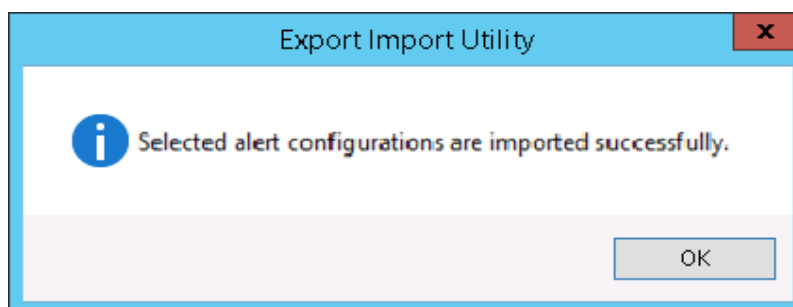 Export Import Utility
x
Selected alert configurations are imported successfully.
OK